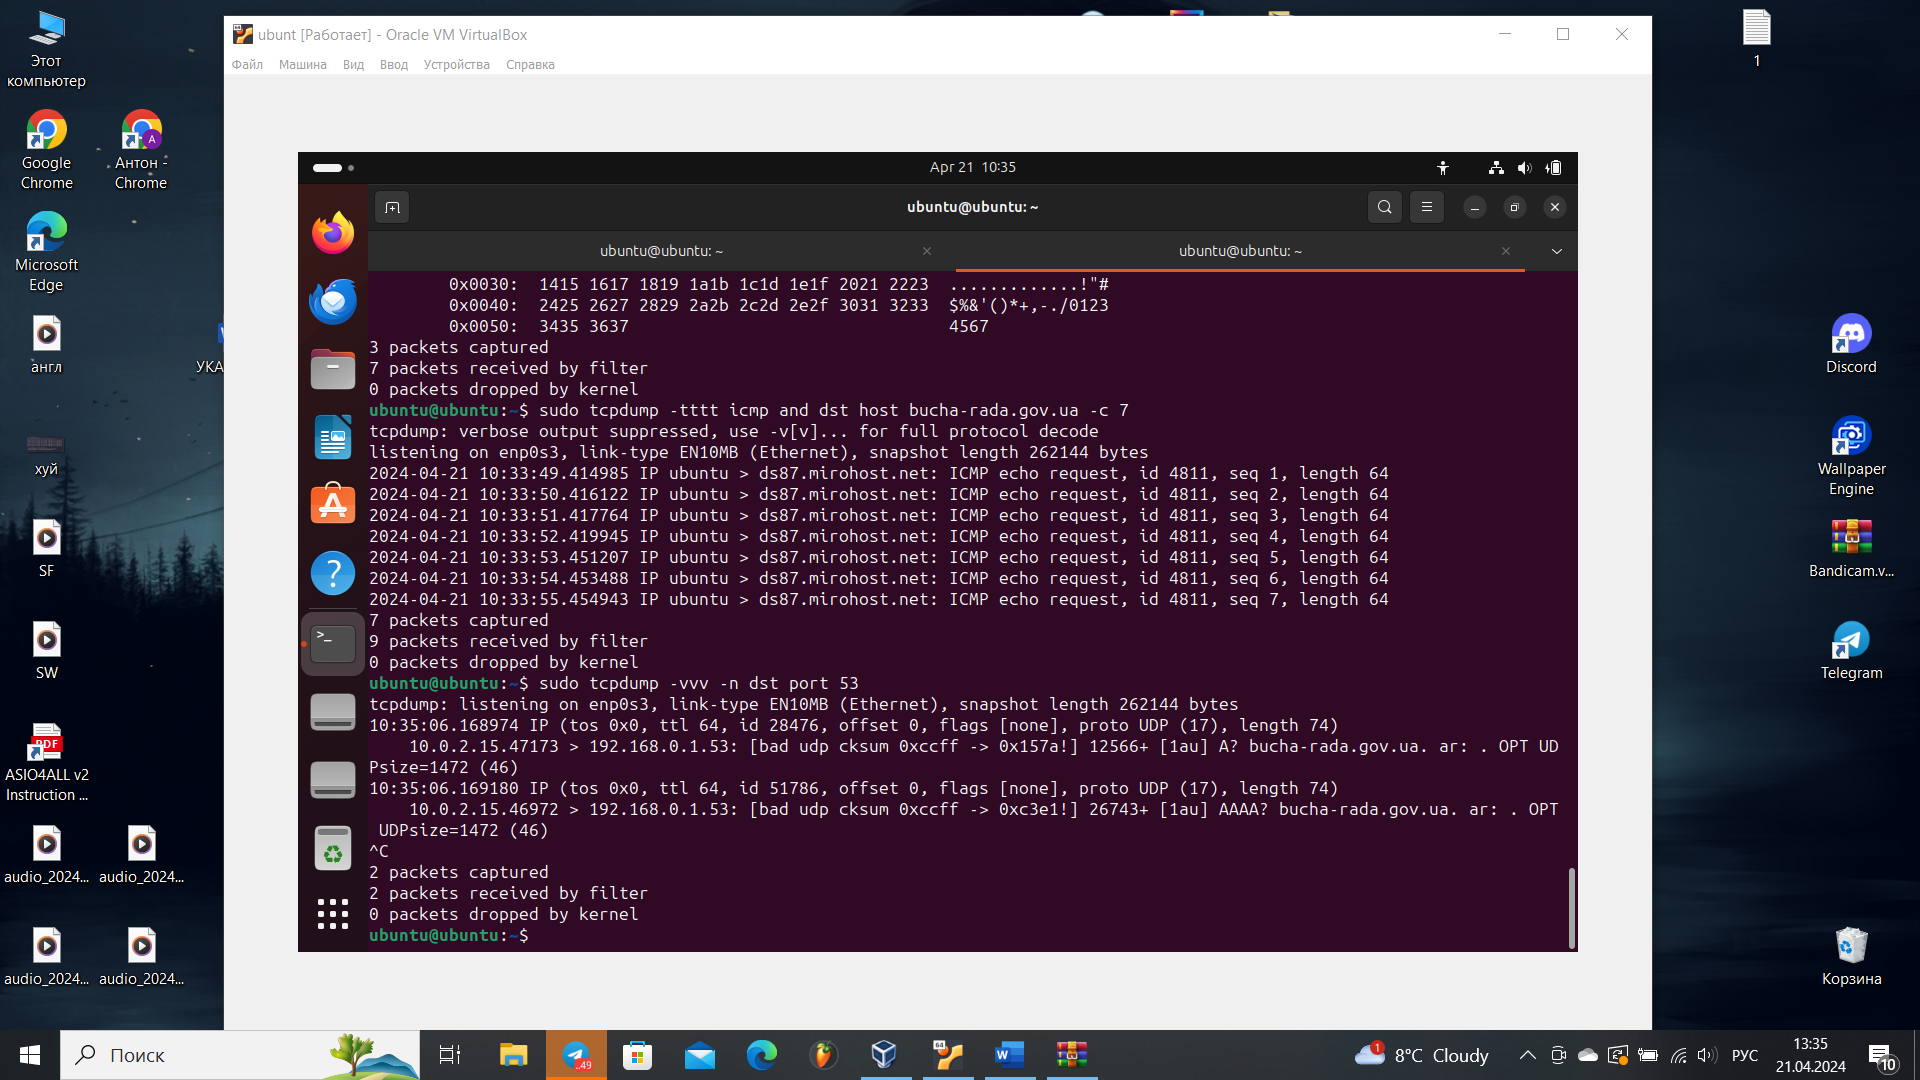 ubunt [Работает] - Oracle VM VirtualBox
Файл Машина Вид Ввод Устройства Справка
Этот компьютер
Google Chrome
Антон - Chrome
Microsoft Edge
англ
УКА
хуй
SF
SW
ASIO4ALL v2 Instruction ...
audio_2024...
audio_2024...
audio_2024...
audio_2024...
1
Discord
Wallpaper Engine
Bandicam.v...
Telegram
Корзина
Apr 21 10:35
ubuntu@ubuntu: ~
ubuntu@ubuntu: ~
ubuntu@ubuntu: ~
0x0030: 1415 1617 1819 1a1b 1c1d 1e1f 2021 2223 .............!"#
0x0040: 2425 2627 2829 2a2b 2c2d 2e2f 3031 3233 $%&'()*+,-./0123
0x0050: 3435 3637 4567
3 packets captured
7 packets received by filter
0 packets dropped by kernel
ubuntu@ubuntu:~$ sudo tcpdump -tttt icmp and dst host bucha-rada.gov.ua -c 7
tcpdump: verbose output suppressed, use -v[v]... for full protocol decode
listening on enp0s3, link-type EN10MB (Ethernet), snapshot length 262144 bytes
2024-04-21 10:33:49.414985 IP ubuntu > ds87.mirohost.net: ICMP echo request, id 4811, seq 1, length 64
2024-04-21 10:33:50.416122 IP ubuntu > ds87.mirohost.net: ICMP echo request, id 4811, seq 2, length 64
2024-04-21 10:33:51.417764 IP ubuntu > ds87.mirohost.net: ICMP echo request, id 4811, seq 3, length 64
2024-04-21 10:33:52.419945 IP ubuntu > ds87.mirohost.net: ICMP echo request, id 4811, seq 4, length 64
2024-04-21 10:33:53.451207 IP ubuntu > ds87.mirohost.net: ICMP echo request, id 4811, seq 5, length 64
2024-04-21 10:33:54.453488 IP ubuntu > ds87.mirohost.net: ICMP echo request, id 4811, seq 6, length 64
2024-04-21 10:33:55.454943 IP ubuntu > ds87.mirohost.net: ICMP echo request, id 4811, seq 7, length 64
7 packets captured
9 packets received by filter
0 packets dropped by kernel
ubuntu@ubuntu:~$ sudo tcpdump -vvv -n dst port 53
tcpdump: listening on enp0s3, link-type EN10MB (Ethernet), snapshot length 262144 bytes
10:35:06.168974 IP (tos 0x0, ttl 64, id 28476, offset 0, flags [none], proto UDP (17), length 74)
10.0.2.15.47173 > 192.168.0.1.53: [bad udp cksum 0xccff -> 0x157a!] 12566+ [1au] A? bucha-rada.gov.ua. ar: . OPT UD
Psize=1472 (46)
10:35:06.169180 IP (tos 0x0, ttl 64, id 51786, offset 0, flags [none], proto UDP (17), length 74)
10.0.2.15.46972 > 192.168.0.1.53: [bad udp cksum 0xccff -> 0xc3e1!] 26743+ [1au] AAAA? bucha-rada.gov.ua. ar: . OPT
UDPsize=1472 (46)
^C
2 packets captured
2 packets received by filter
0 packets dropped by kernel
ubuntu@ubuntu:~$
Поиск
8°C Cloudy
РУС
13:35
21.04.2024
10